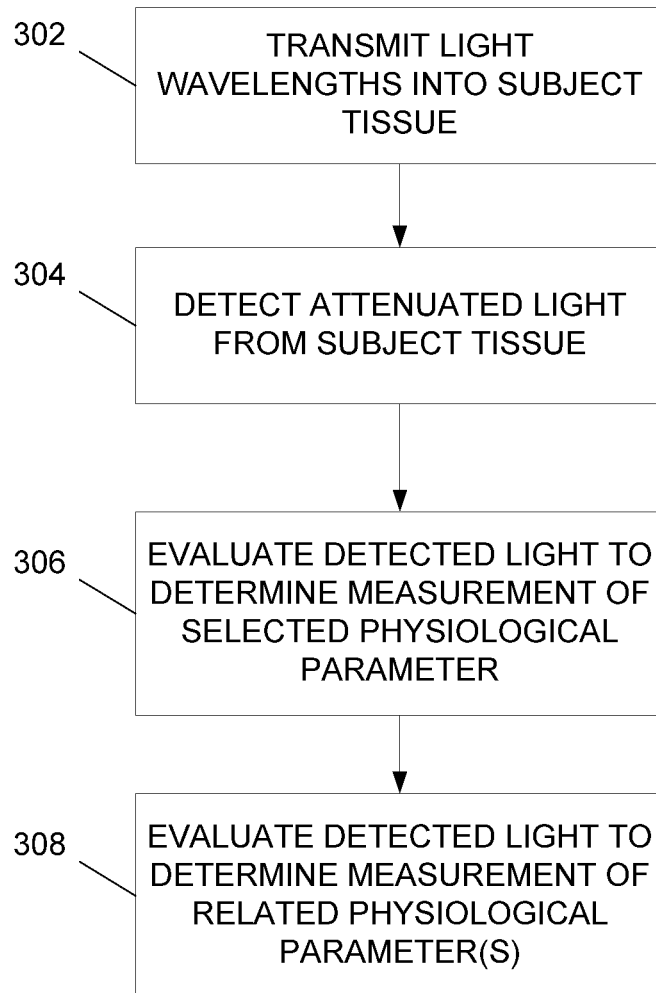 302
TRANSMIT LIGHT
WAVELENGTHS INTO SUBJECT
TISSUE
304
DETECT ATTENUATED LIGHT
FROM SUBJECT TISSUE
306
EVALUATE DETECTED LIGHT TO
DETERMINE MEASUREMENT OF
SELECTED PHYSIOLOGICAL
PARAMETER
308
EVALUATE DETECTED LIGHT TO
DETERMINE MEASUREMENT OF
RELATED PHYSIOLOGICAL
PARAMETER(S)